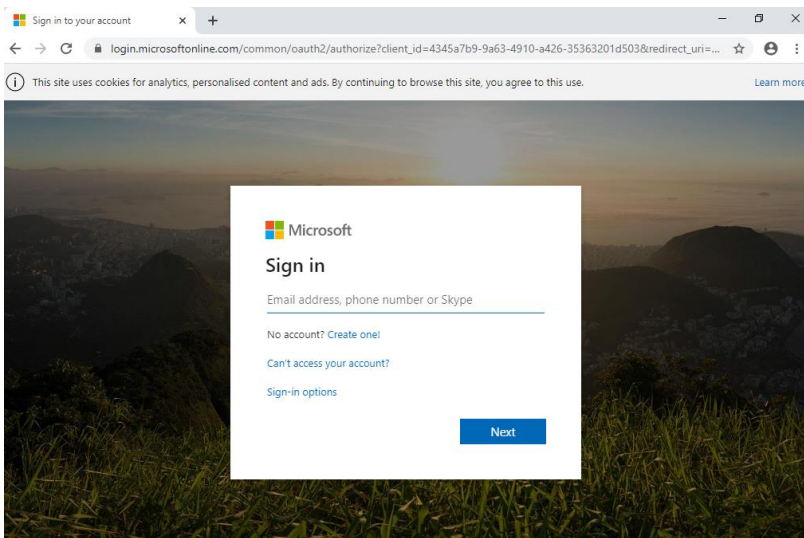 Sign in to your account
login.microsoftonline.com/common/oauth2/authorize?client_id=4345a7b9-9a63-4910-a426-35363201d503&redirect_uri=...
This site uses cookies for analytics, personalised content and ads. By continuing to browse this site, you agree to this use. Learn more
Microsoft
Sign in
Email address, phone number or Skype
No account? Create one!
Can't access your account?
Sign-in options
Next